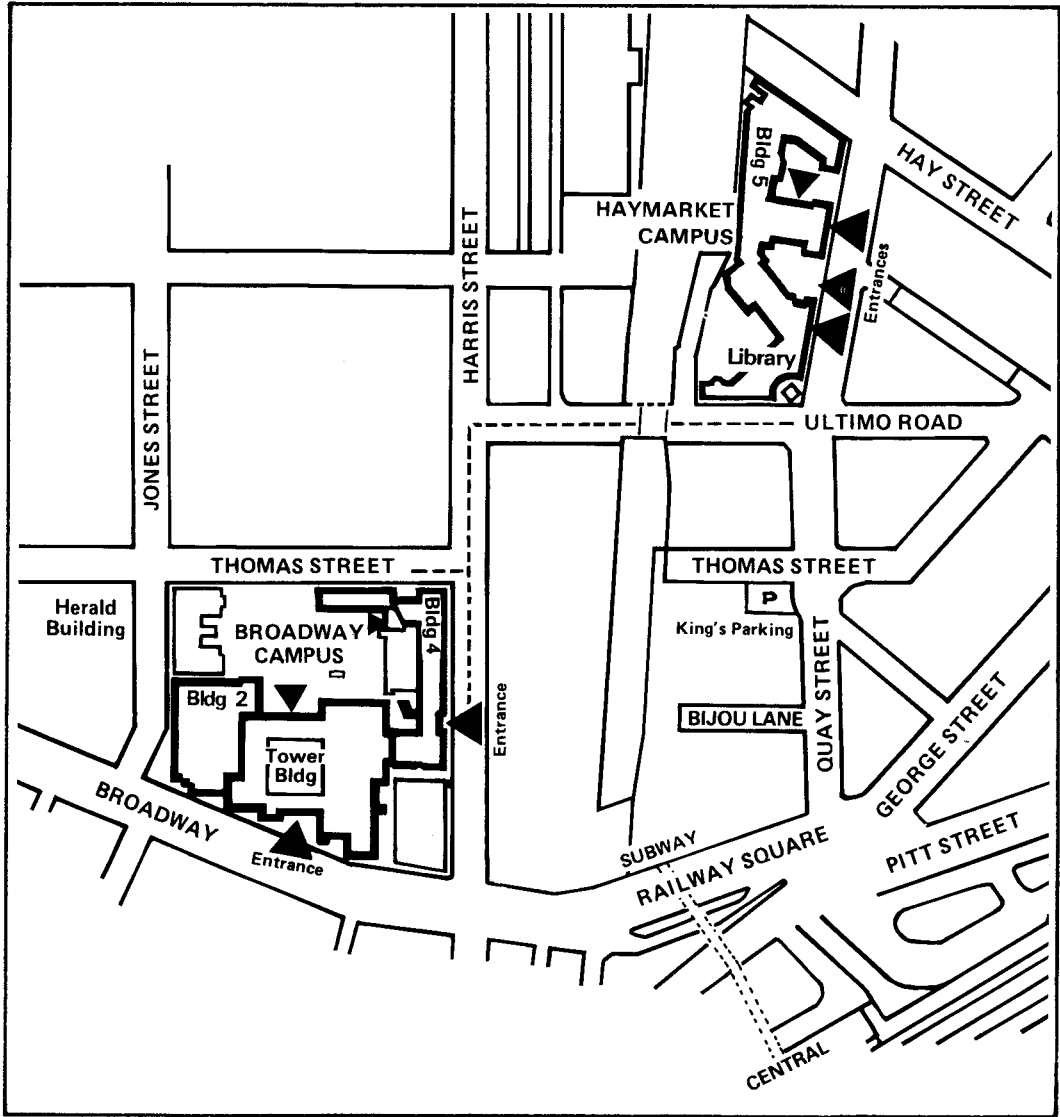 HAY STREET
Bldg 5
HAYMARKET
CAMPUS
HARRIS STREET
Entrances
Library
JONES STREET
ULTIMO ROAD
THOMAS STREET
THOMAS STREET
Herald
Building
BROADWAY
CAMPUS
Bldg 4
P
King's Parking
Bldg 2
QUAY STREET
BIJOU LANE
Entrance
Tower
Bldg
GEORGE STREET
BROADWAY
Entrance
SUBWAY
RAILWAY SQUARE
PITT STREET
CENTRAL